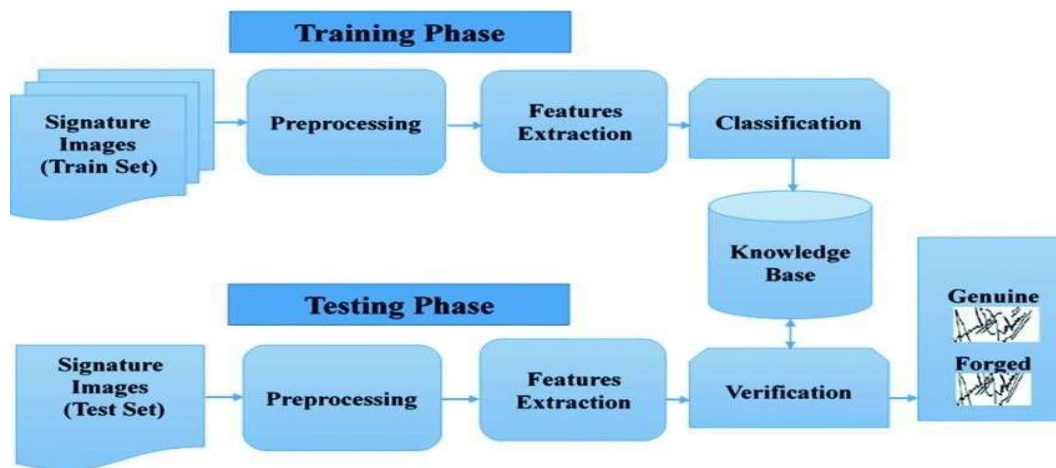 Training Phase
Signature
Images
(Train Set)
Preprocessing
Features
Extraction
Classification
Knowledge
Base
Testing Phase
Signature
Images
(Test Set)
Preprocessing
Features
Extraction
Verification
Genuine
Forged